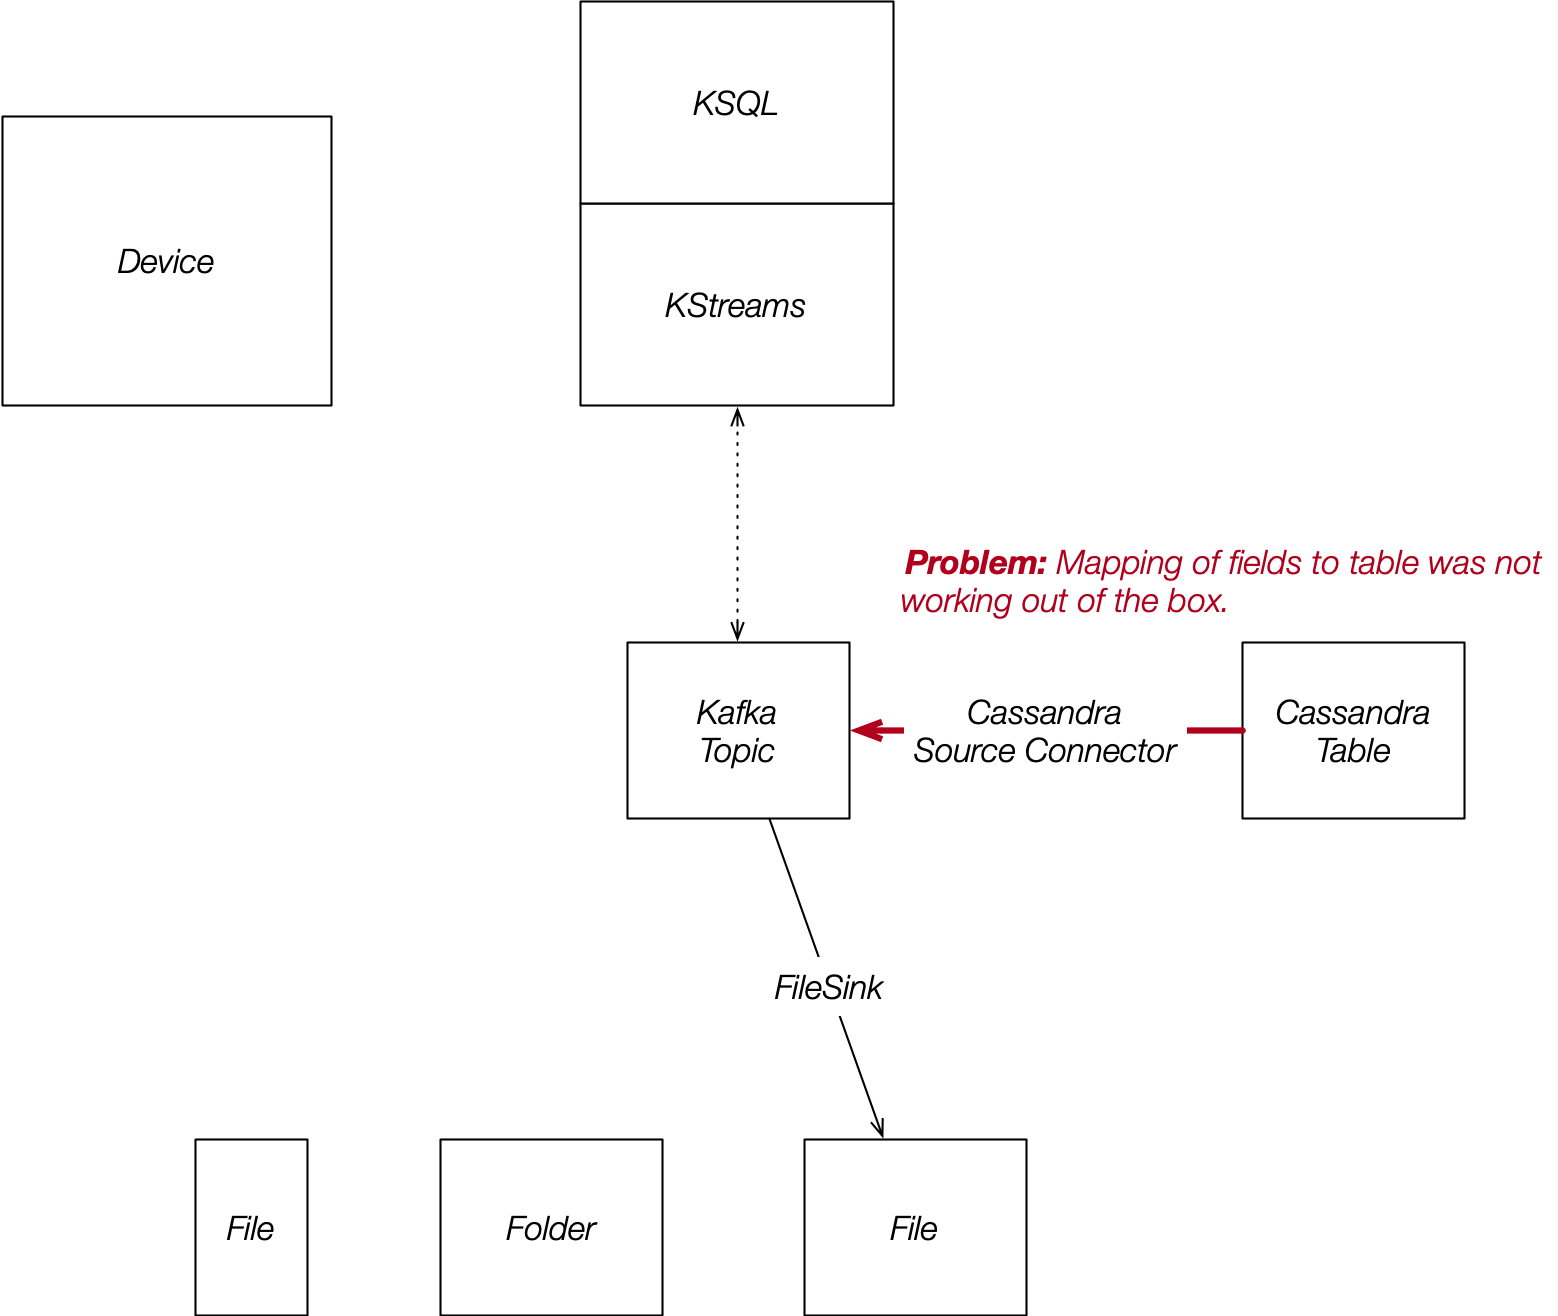 KSQL
Device
KStreams
Problem: Mapping of fields to table was not
working out of the box.
Kafka
Topic
Cassandra
Source Connector
Cassandra
Table
FileSink
File
Folder
File